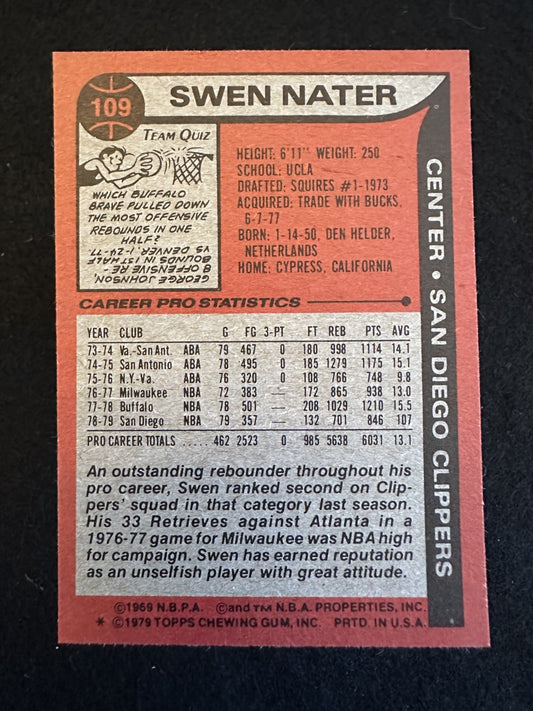 109
SWEN NATER
TEAM QUIZ
WHICH BUFFALO
BRAVE PULLED DOWN
THE MOST OFFENSIVE
REBOUNDS IN ONE
HALF?
GEORGE JOHNSON,
8 OFFENSIVE RE-
BOUNDS IN 1ST HALF
VS. DENVER, 1-24-77.
HEIGHT: 6'11" WEIGHT: 250
SCHOOL: UCLA
DRAFTED: SQUIRES #1-1973
ACQUIRED: TRADE WITH BUCKS,
6-7-77
BORN: 1-14-50, DEN HELDER,
NETHERLANDS
HOME: CYPRESS, CALIFORNIA
CENTER • SAN DIEGO CLIPPERS
CAREER PRO STATISTICS
YEAR CLUB G FG 3-PT FT REB PTS AVG
73-74 Va.-San Ant. ABA 79 467 0 180 998 1114 14.1
74-75 San Antonio ABA 78 495 0 185 1279 1175 15.1
75-76 N.Y.-Va. ABA 76 320 0 108 766 748 9.8
76-77 Milwaukee NBA 72 383 - 172 865 938 13.0
77-78 Buffalo NBA 78 501 - 208 1029 1210 15.5
78-79 San Diego NBA 79 357 - 132 701 846 107
PRO CAREER TOTALS 462 2523 0 985 5638 6031 13.1
An outstanding rebounder throughout his
pro career, Swen ranked second on Clip-
pers' squad in that category last season.
His 33 Retrieves against Atlanta in a
1976-77 game for Milwaukee was NBA high
for campaign. Swen has earned reputation
as an unselfish player with great attitude.
©1969 N.B.P.A. ©and TM N.B.A. PROPERTIES, INC.
* ©1979 TOPPS CHEWING GUM, INC. PRTD. IN U.S.A.